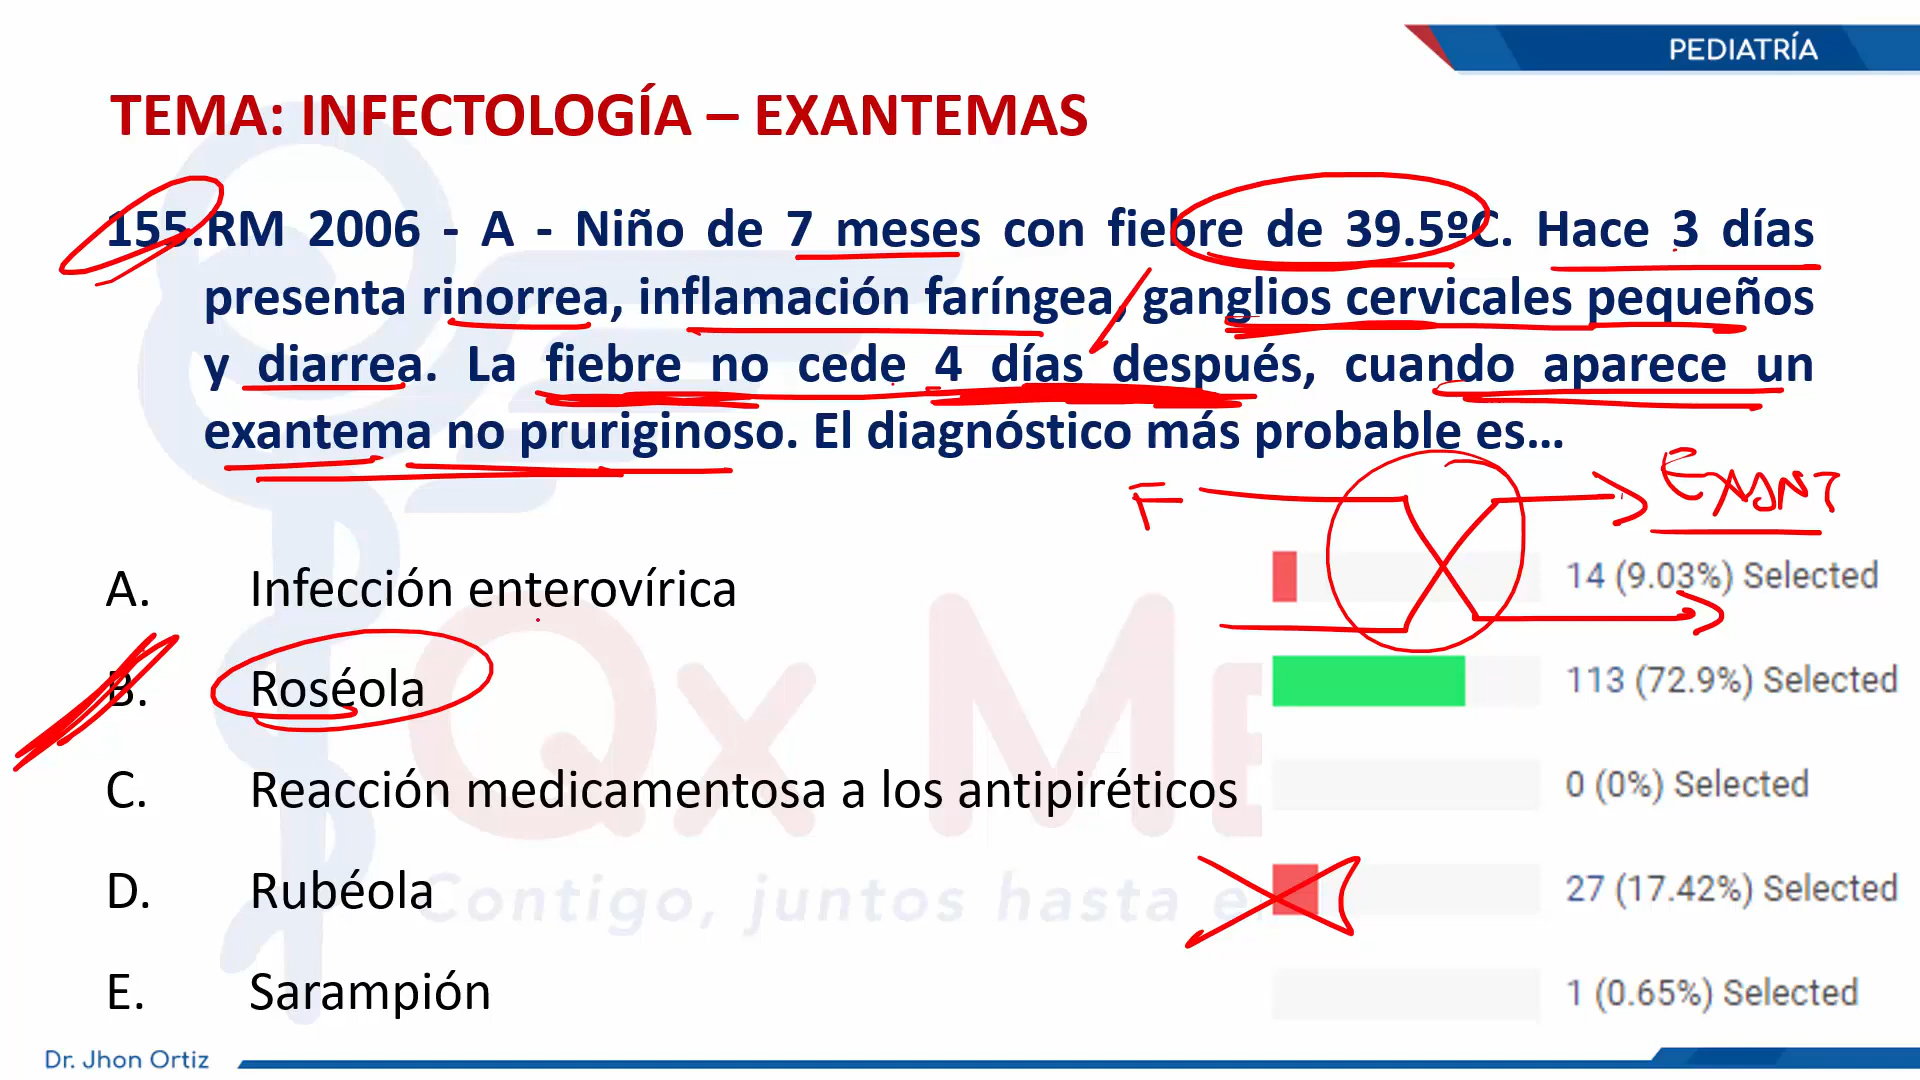 PEDIATRÍA
TEMA: INFECTOLOGÍA – EXANTEMAS
155.RM 2006 - A - Niño de 7 meses con fiebre de 39.5ºC. Hace 3 días
presenta rinorrea, inflamación faríngea, ganglios cervicales pequeños
y diarrea. La fiebre no cede 4 días después, cuando aparece un
exantema no pruriginoso. El diagnóstico más probable es...
F
EXANT
A. Infección enterovírica
14 (9.03%) Selected
B. Roséola
113 (72.9%) Selected
C. Reacción medicamentosa a los antipiréticos
0 (0%) Selected
D. Rubéola
27 (17.42%) Selected
E. Sarampión
1 (0.65%) Selected
Qx Me
Contigo, juntos hasta e
Dr. Jhon Ortiz